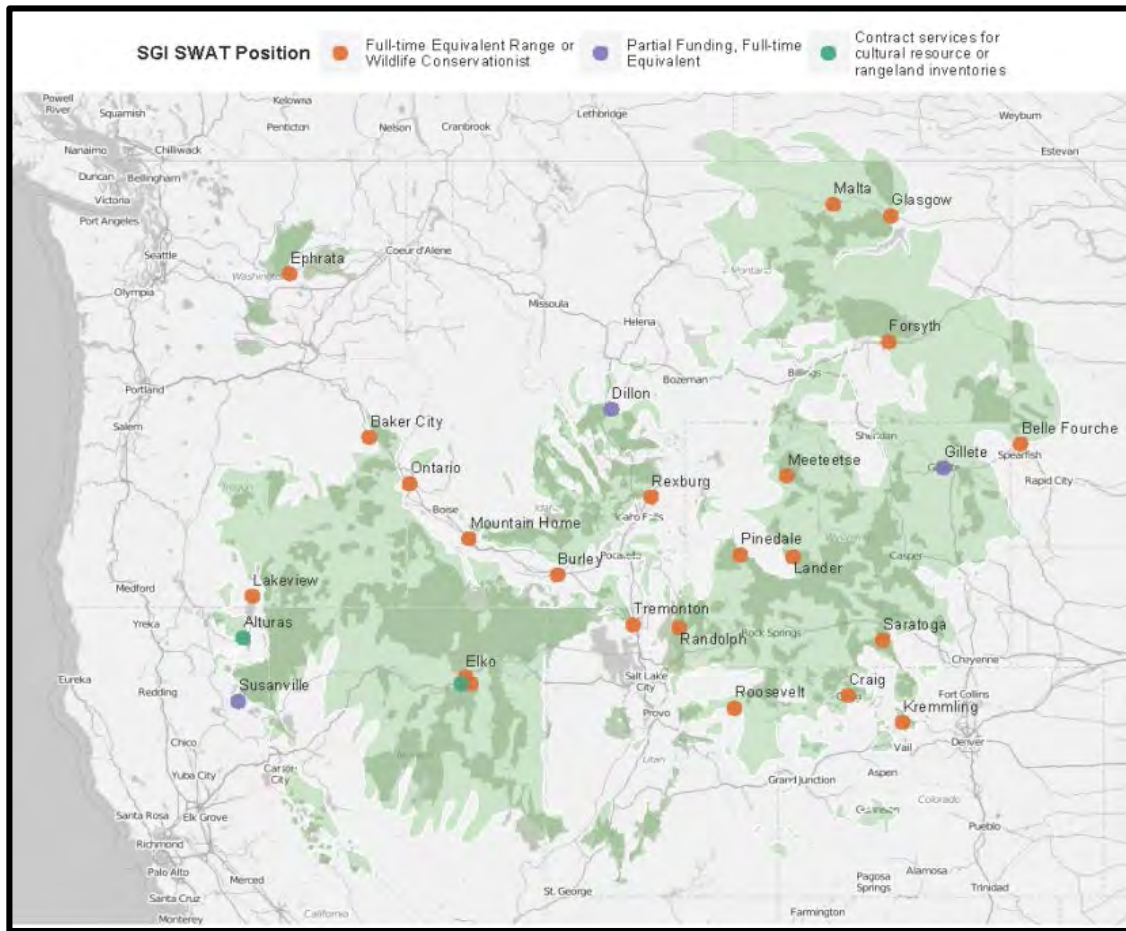 SGI SWAT Position
Full-time Equivalent Range or
Wildlife Conservationist
Partial Funding, Full-time
Equivalent
Contract services for
cultural resource or
rangeland inventories
Powell
River
Squamish
Kelowna
Penticton
Nelson
Cranbrook
Lethbridge
Weyburn
Estevan
Nanaimo
Chilliwack
Duncan
Bellingham
Victoria
Port Angeles
Malta
Glasgow
Seattle
Ephrata
Coeur d'Alene
Washington
Montana
Olympia
Missoula
Helena
Forsyth
Portland
Dillon
Bozeman
Billings
Salem
Baker City
Sheridan
Belle Fourche
Spearfish
Gillete
Meeteetse
Ontario
Rexburg
Rapid City
Oregon
Boise
Idaho Falls
Mountain Home
Pinedale
Wyoming
Burley
Pocatello
Lander
Casper
Medford
Lakeview
Yreka
Alturas
Tremonton
Randolph
Rock Springs
Saratoga
Cheyenne
Elko
Eureka
Redding
Susanville
Salt Lake
City
Roosevelt
Craig
Fort Collins
Provo
Kremmling
Chico
Vail
Denver
Utah
Yuba City
Carson
City
Grand Junction
Aspen
Colorado
Gunnison
Santa Rosa
Elk Grove
Pueblo
Richmond
Palo Alto
Merced
St. George
Pagosa
Springs
Alamosa
Santa Cruz
Trinidad
Monterey
California
Farmington